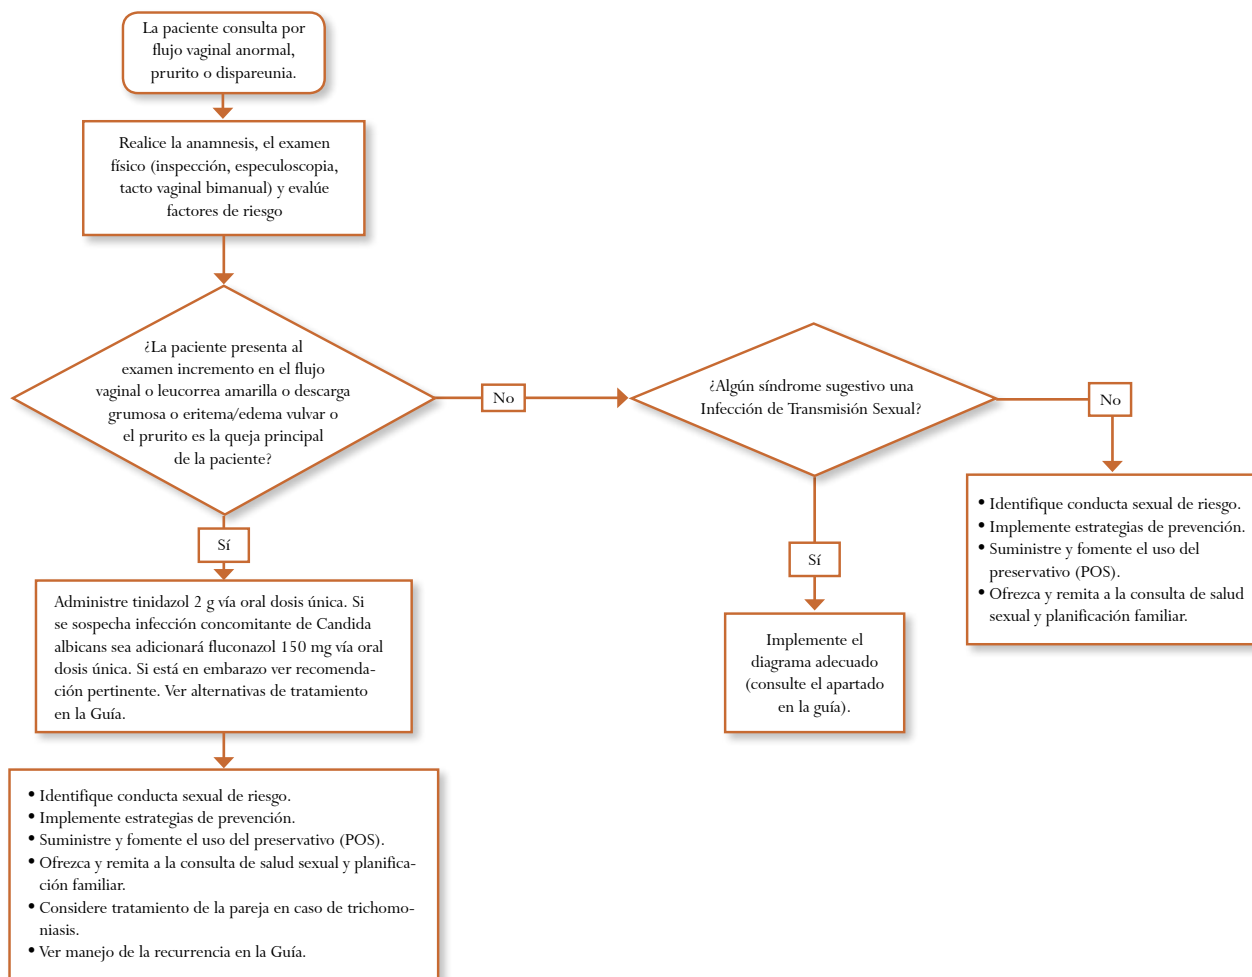 La paciente consulta por
flujo vaginal anormal,
prurito o dispareunia.
Realice la anamnesis, el examen
físico (inspección, especuloscopia,
tacto vaginal bimanual) y evalúe
factores de riesgo
¿La paciente presenta al
examen incremento en el flujo
vaginal o leucorrea amarilla o descarga
grumosa o eritema/edema vulvar o
el prurito es la queja principal
de la paciente?
No
¿Algún síndrome sugestivo una
Infección de Transmisión Sexual?
No
• Identifique conducta sexual de riesgo.
• Implemente estrategias de prevención.
• Suministre y fomente el uso del
preservativo (POS).
• Ofrezca y remita a la consulta de salud
sexual y planificación familiar.
Sí
Implemente el
diagrama adecuado
(consulte el apartado
en la guía).
Sí
Administre tinidazol 2 g vía oral dosis única. Si
se sospecha infección concomitante de Candida
albicans sea adicionará fluconazol 150 mg vía oral
dosis única. Si está en embarazo ver recomenda-
ción pertinente. Ver alternativas de tratamiento
en la Guía.
• Identifique conducta sexual de riesgo.
• Implemente estrategias de prevención.
• Suministre y fomente el uso del preservativo (POS).
• Ofrezca y remita a la consulta de salud sexual y planifica-
ción familiar.
• Considere tratamiento de la pareja en caso de trichomo-
niasis.
• Ver manejo de la recurrencia en la Guía.